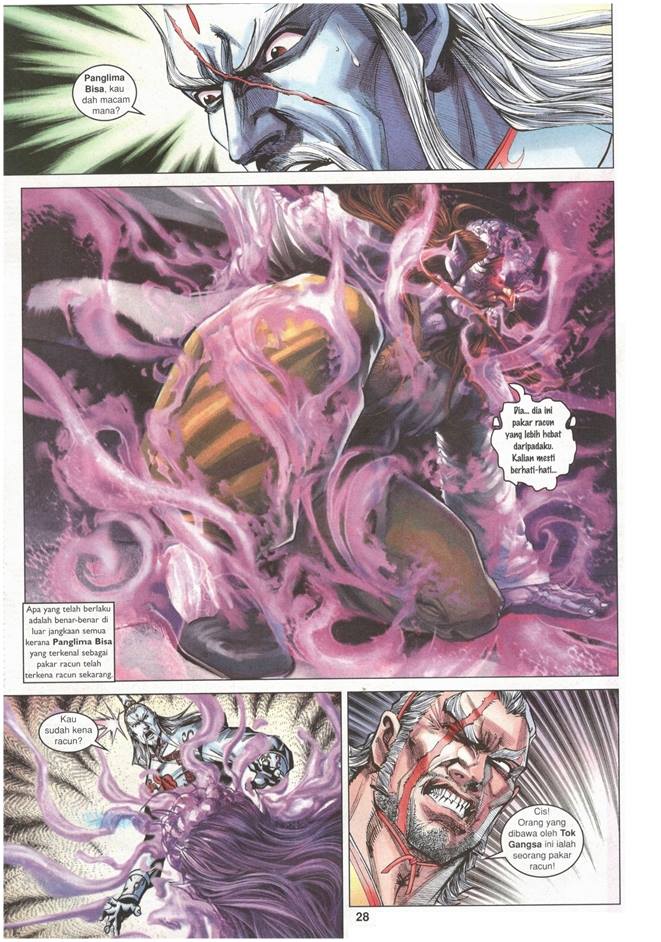 Panglima
Bisa, kau
dah macam
mana?
Dia... dia ini
pakar racun
yang lebih hebat
daripadaku.
Kalian mesti
berhati-hati...
Apa yang telah berlaku
adalah benar-benar di
luar jangkaan semua
kerana Panglima Bisa
yang terkenal sebagai
pakar racun telah
terkena racun sekarang.
Kau
sudah kena
racun?
Cis!
Orang yang
dibawa oleh Tok
Gangsa ini ialah
seorang pakar
racun!
28